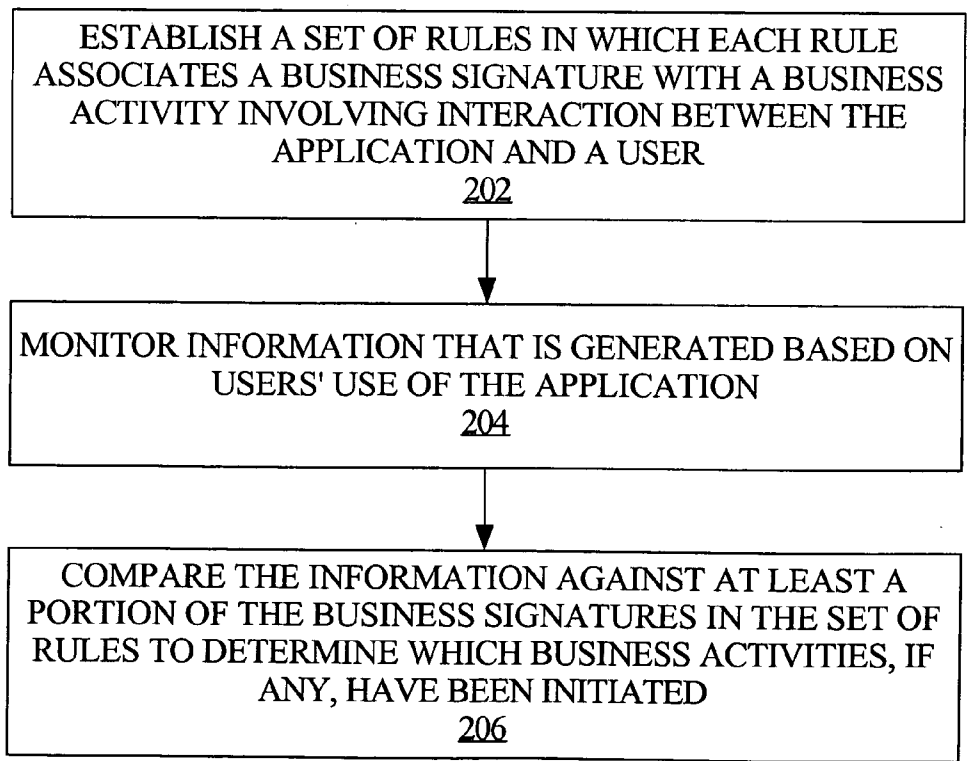 ESTABLISH A SET OF RULES IN WHICH EACH RULE
ASSOCIATES A BUSINESS SIGNATURE WITH A BUSINESS
ACTIVITY INVOLVING INTERACTION BETWEEN THE
APPLICATION AND A USER
202
MONITOR INFORMATION THAT IS GENERATED BASED ON
USERS' USE OF THE APPLICATION
204
COMPARE THE INFORMATION AGAINST AT LEAST A
PORTION OF THE BUSINESS SIGNATURES IN THE SET OF
RULES TO DETERMINE WHICH BUSINESS ACTIVITIES, IF
ANY, HAVE BEEN INITIATED
206